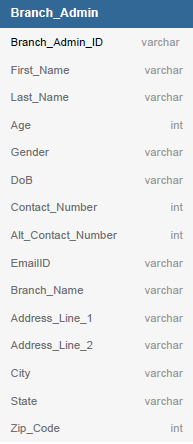 Branch_Admin
Branch_Admin_ID varchar
First_Name varchar
Last_Name varchar
Age int
Gender varchar
DoB varchar
Contact_Number int
Alt_Contact_Number int
EmailID varchar
Branch_Name varchar
Address_Line_1 varchar
Address_Line_2 varchar
City varchar
State varchar
Zip_Code int